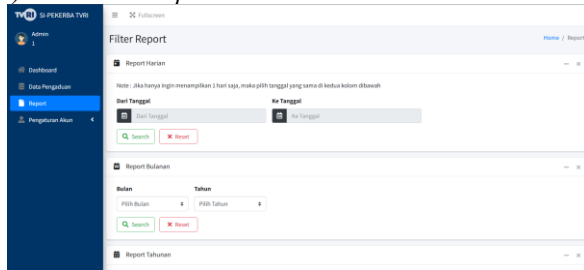 TVRI SI-PEKERBA TVRI
Fullscreen
Admin
1
Filter Report
Home / Report
Dashboard
Data Pengaduan
Report
Pengaturan Akun
Report Harian
Note : Jika hanya ingin menampilkan 1 hari saja, maka pilih tanggal yang sama di kedua kolom dibawah
Dari Tanggal Ke Tanggal
Dari Tanggal Ke Tanggal
Search Reset
Report Bulanan
Bulan Tahun
Pilih Bulan Pilih Tahun
Search Reset
Report Tahunan